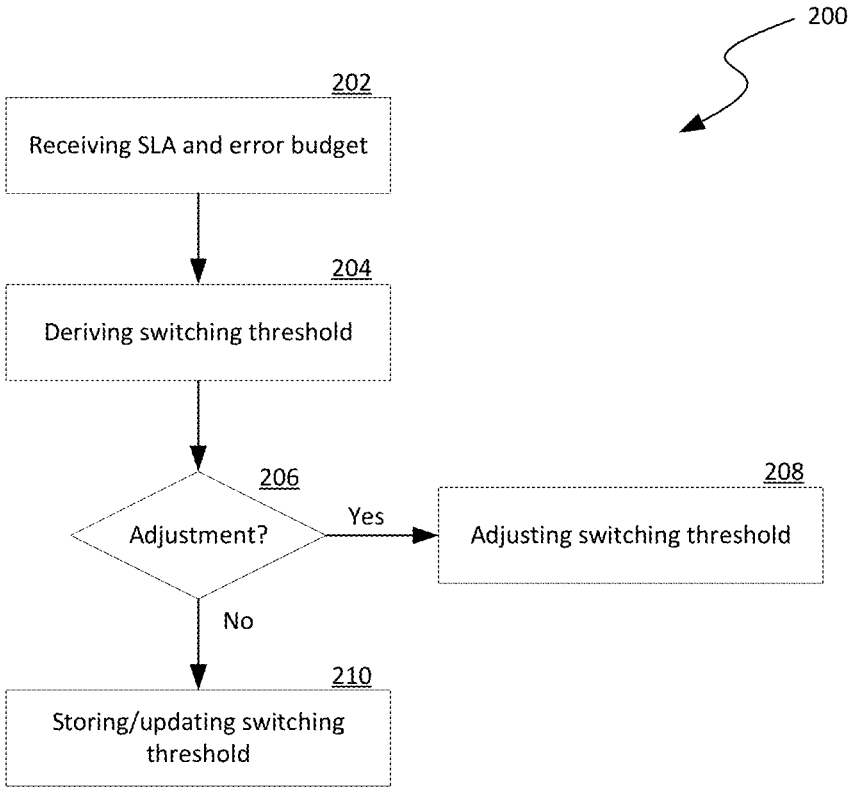 200
202
Receiving SLA and error budget
204
Deriving switching threshold
206
Adjustment?
Yes
208
Adjusting switching threshold
No
210
Storing/updating switching
threshold